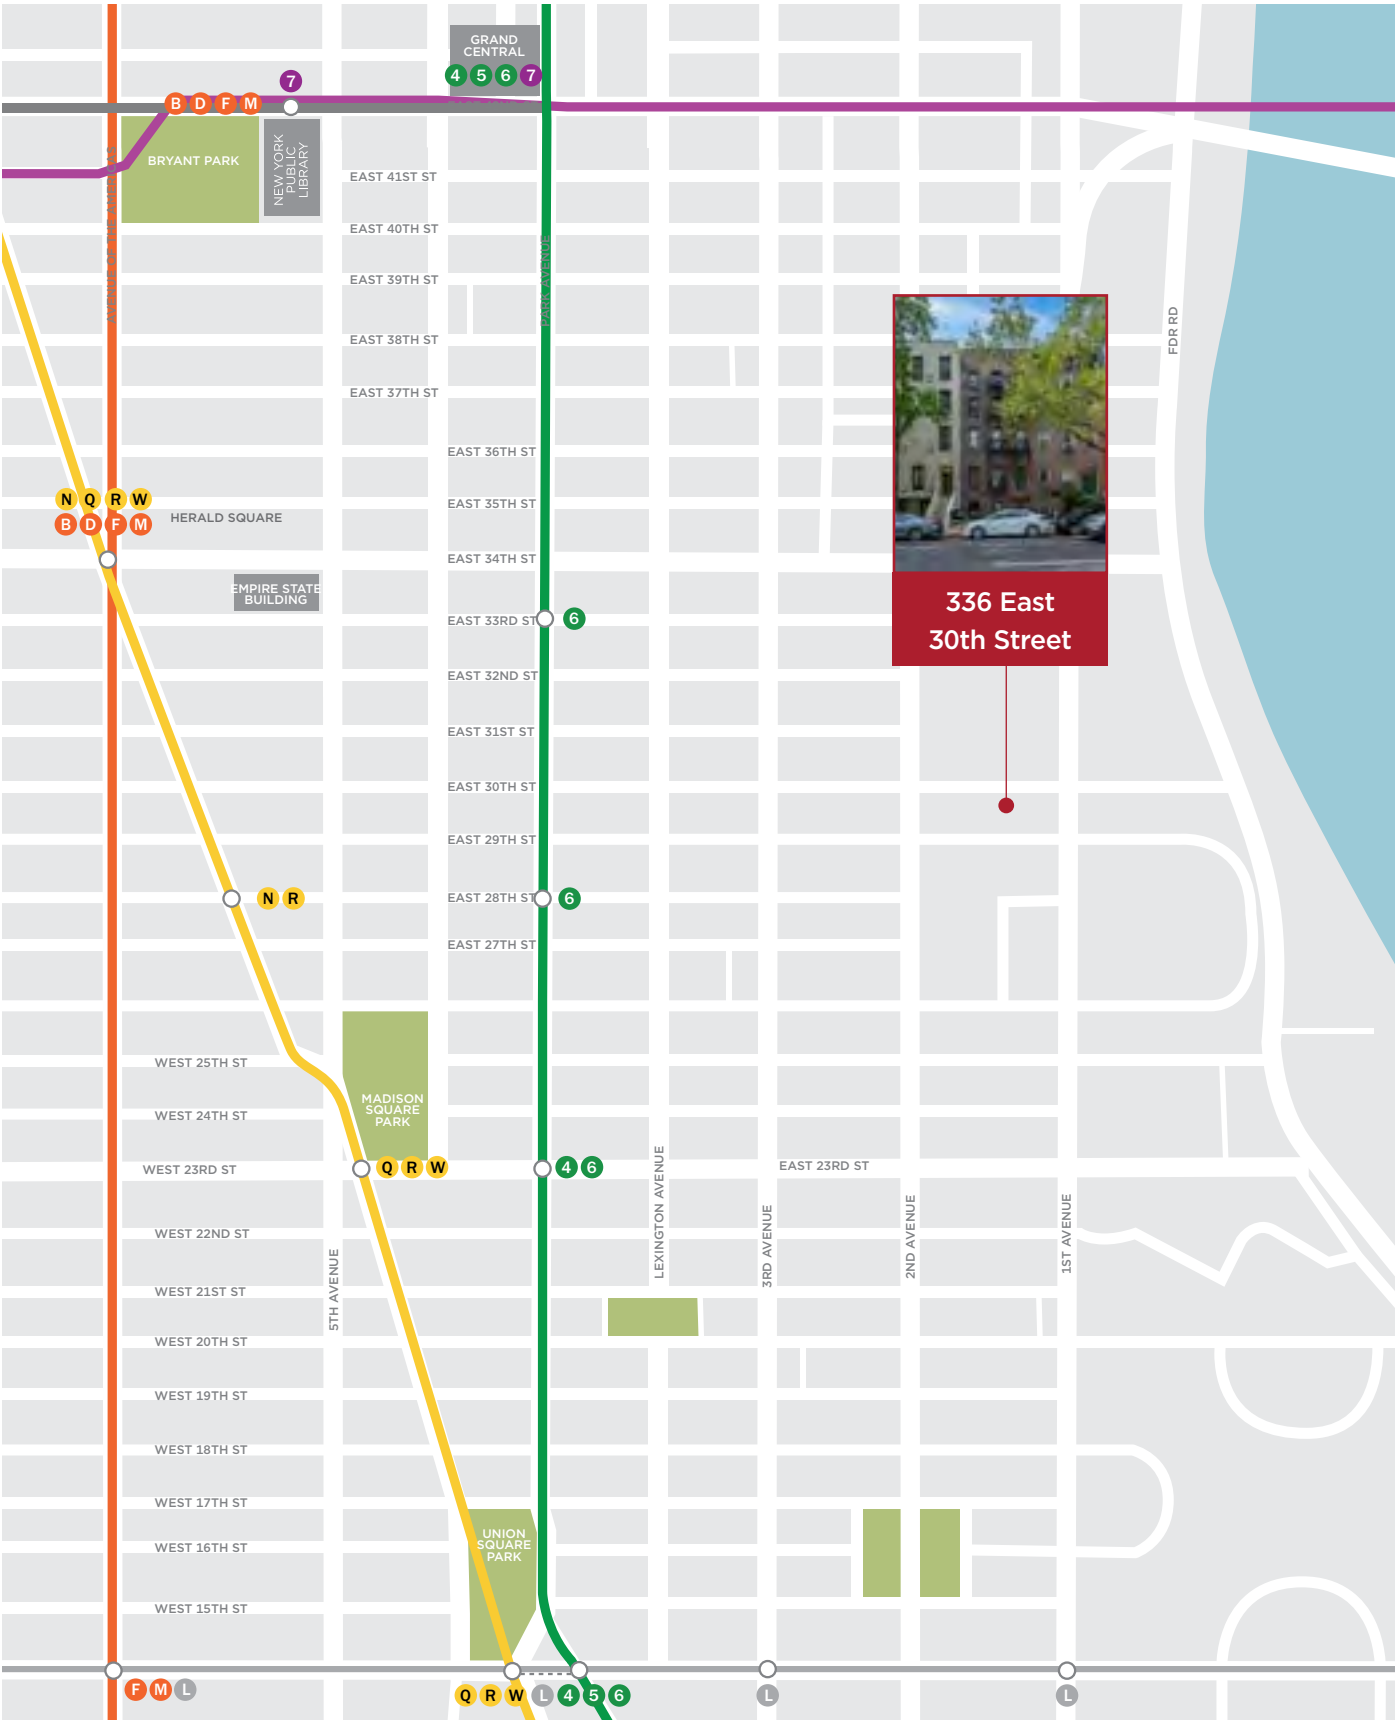 GRAND
CENTRAL
4 5 6 7
7
B D F M
BRYANT PARK
NEW YORK
PUBLIC
LIBRARY
AVENUE OF THE AMERICAS
PARK AVENUE
EAST 41ST ST
EAST 40TH ST
EAST 39TH ST
EAST 38TH ST
EAST 37TH ST
EAST 36TH ST
EAST 35TH ST
EAST 34TH ST
EAST 33RD ST
6
EAST 32ND ST
EAST 31ST ST
EAST 30TH ST
EAST 29TH ST
EAST 28TH ST
6
EAST 27TH ST
FDR RD
N Q R W
B D F M
HERALD SQUARE
EMPIRE STATE
BUILDING
336 East
30th Street
N R
WEST 25TH ST
WEST 24TH ST
WEST 23RD ST
MADISON
SQUARE
PARK
Q R W
4 6
EAST 23RD ST
WEST 22ND ST
WEST 21ST ST
WEST 20TH ST
WEST 19TH ST
WEST 18TH ST
WEST 17TH ST
WEST 16TH ST
WEST 15TH ST
5TH AVENUE
LEXINGTON AVENUE
3RD AVENUE
2ND AVENUE
1ST AVENUE
UNION
SQUARE
PARK
F M L
Q R W L 4 5 6
L
L